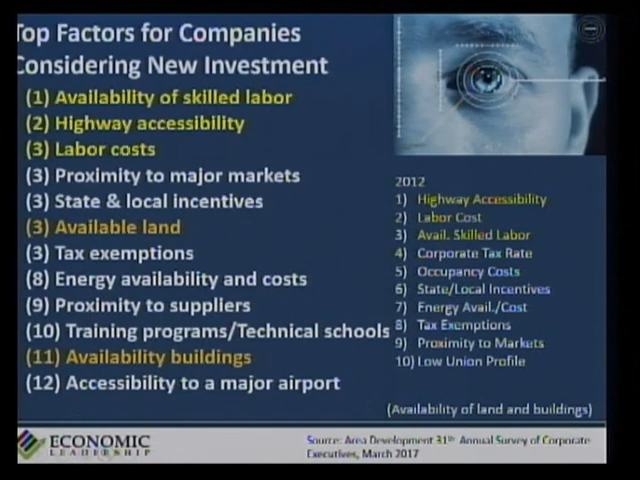 Top Factors for Companies
Considering New Investment
(1) Availability of skilled labor
(2) Highway accessibility
(3) Labor costs
(3) Proximity to major markets
(3) State & local incentives
(3) Available land
(3) Tax exemptions
(8) Energy availability and costs
(9) Proximity to suppliers
(10) Training programs/Technical schools
(11) Availability buildings
(12) Accessibility to a major airport
2012
1) Highway Accessibility
2) Labor Cost
3) Avail. Skilled Labor
4) Corporate Tax Rate
5) Occupancy Costs
6) State/Local Incentives
7) Energy Avail./Cost
8) Tax Exemptions
9) Proximity to Markets
10) Low Union Profile
(Availability of land and buildings)
ECONOMIC
LEADERSHIP
Source: Area Development 31th Annual Survey of Corporate
Executives, March 2017